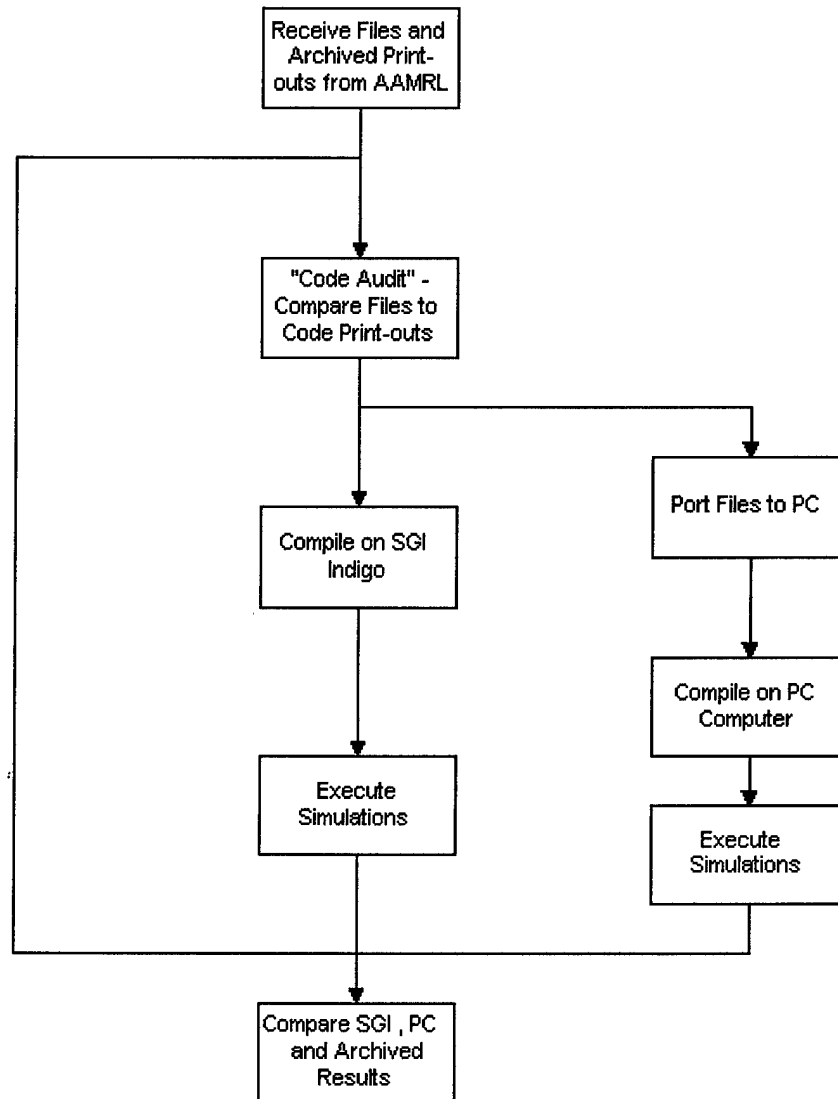 Receive Files and
Archived Print-
outs from AAMRL
"Code Audit" -
Compare Files to
Code Print-outs
Port Files to PC
Compile on SGI
Indigo
Compile on PC
Computer
Execute
Simulations
Execute
Simulations
Compare SGI , PC
and Archived
Results